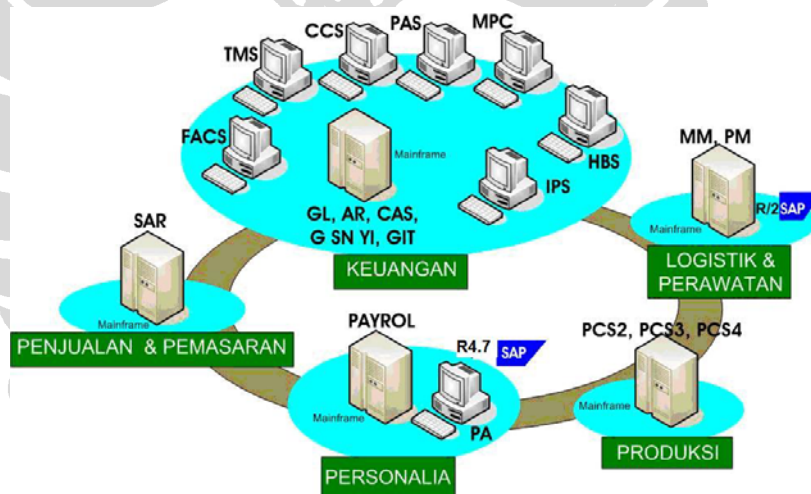 CCS
PAS
MPC
TMS
FACS
Mainframe
HBS
IPS
GL, AR, CAS,
G SN YI, GIT
KEUANGAN
MM, PM
Mainframe
R/2 SAP
LOGISTIK &
PERAWATAN
SAR
Mainframe
PENJUALAN & PEMASARAN
PAYROL
R4.7 SAP
Mainframe
PA
PERSONALIA
PCS2, PCS3, PCS4
Mainframe
PRODUKSI